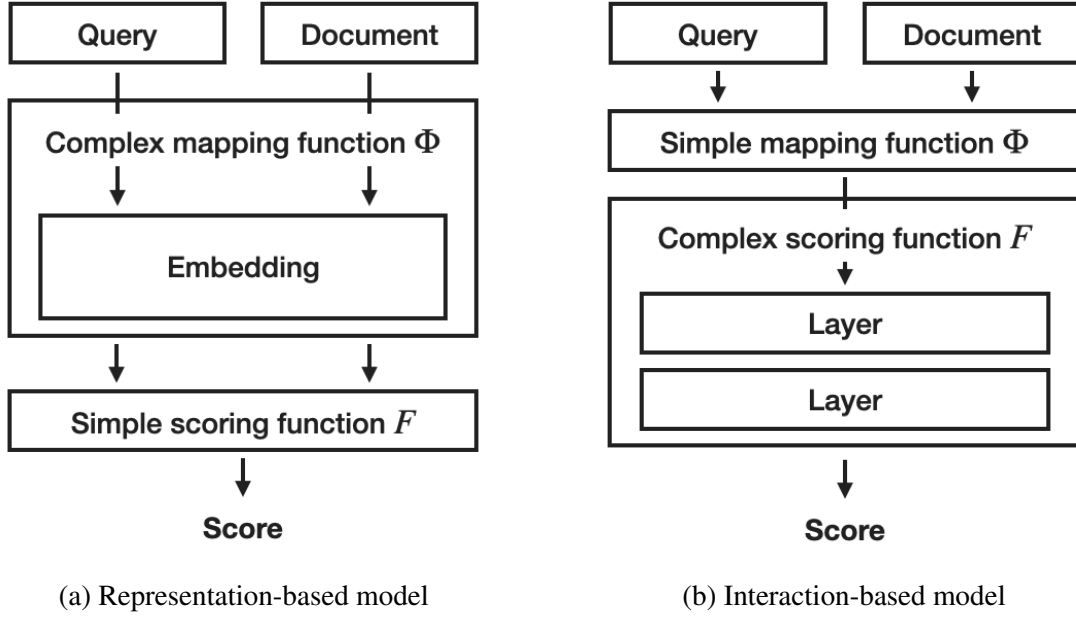 Query
Document
Complex mapping function Φ
Embedding
Simple scoring function F
Score
(a) Representation-based model
Query
Document
Simple mapping function Φ
Complex scoring function F
Layer
Layer
Score
(b) Interaction-based model